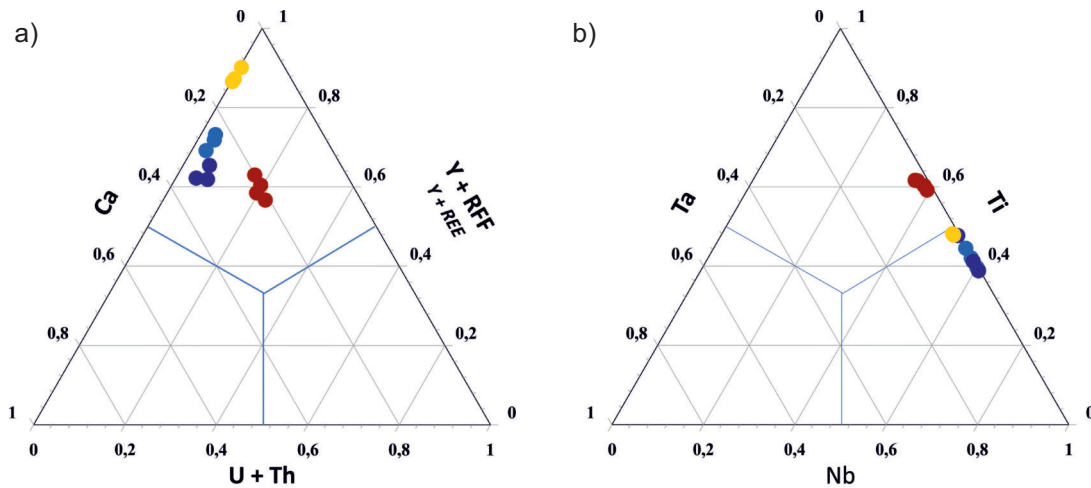 a)
0 1
0,2 0,8
0,4 0,6
Ca
Y + RFF
Y + REE
0,6 0,4
0,8 0,2
1 0
0 0,2 0,4 0,6 0,8 1
U + Th
b)
0 1
0,2 0,8
0,4 0,6
Ta Ti
0,6 0,4
0,8 0,2
1 0
0 0,2 0,4 0,6 0,8 1
Nb